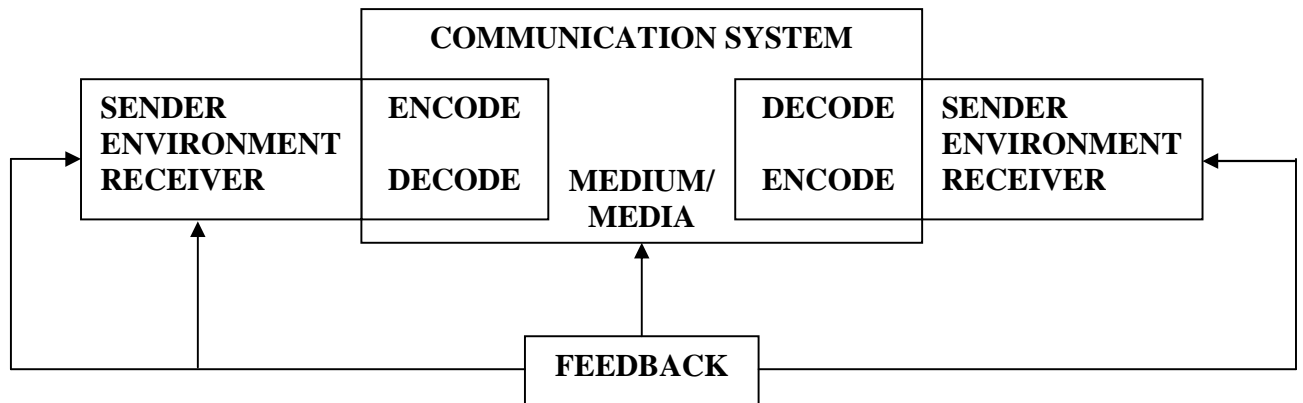 COMMUNICATION SYSTEM
SENDER
ENVIRONMENT
RECEIVER
ENCODE
DECODE
MEDIUM/
MEDIA
DECODE
ENCODE
SENDER
ENVIRONMENT
RECEIVER
FEEDBACK